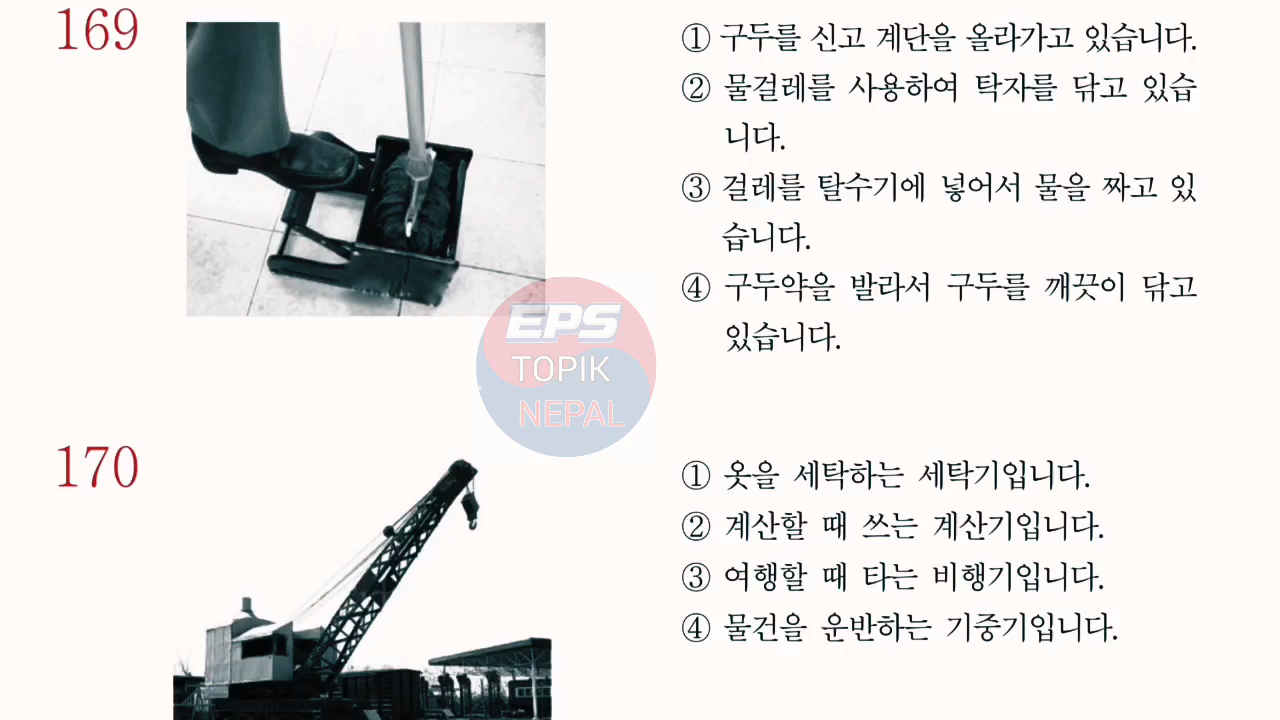 169
① 구두를 신고 계단을 올라가고 있습니다.
② 물걸레를 사용하여 탁자를 닦고 있습
니다.
③ 걸레를 탈수기에 넣어서 물을 짜고 있
습니다.
④ 구두약을 발라서 구두를 깨끗이 닦고
있습니다.
EPS
TOPIK
NEPAL
170
① 옷을 세탁하는 세탁기입니다.
② 계산할 때 쓰는 계산기입니다.
③ 여행할 때 타는 비행기입니다.
④ 물건을 운반하는 기중기입니다.